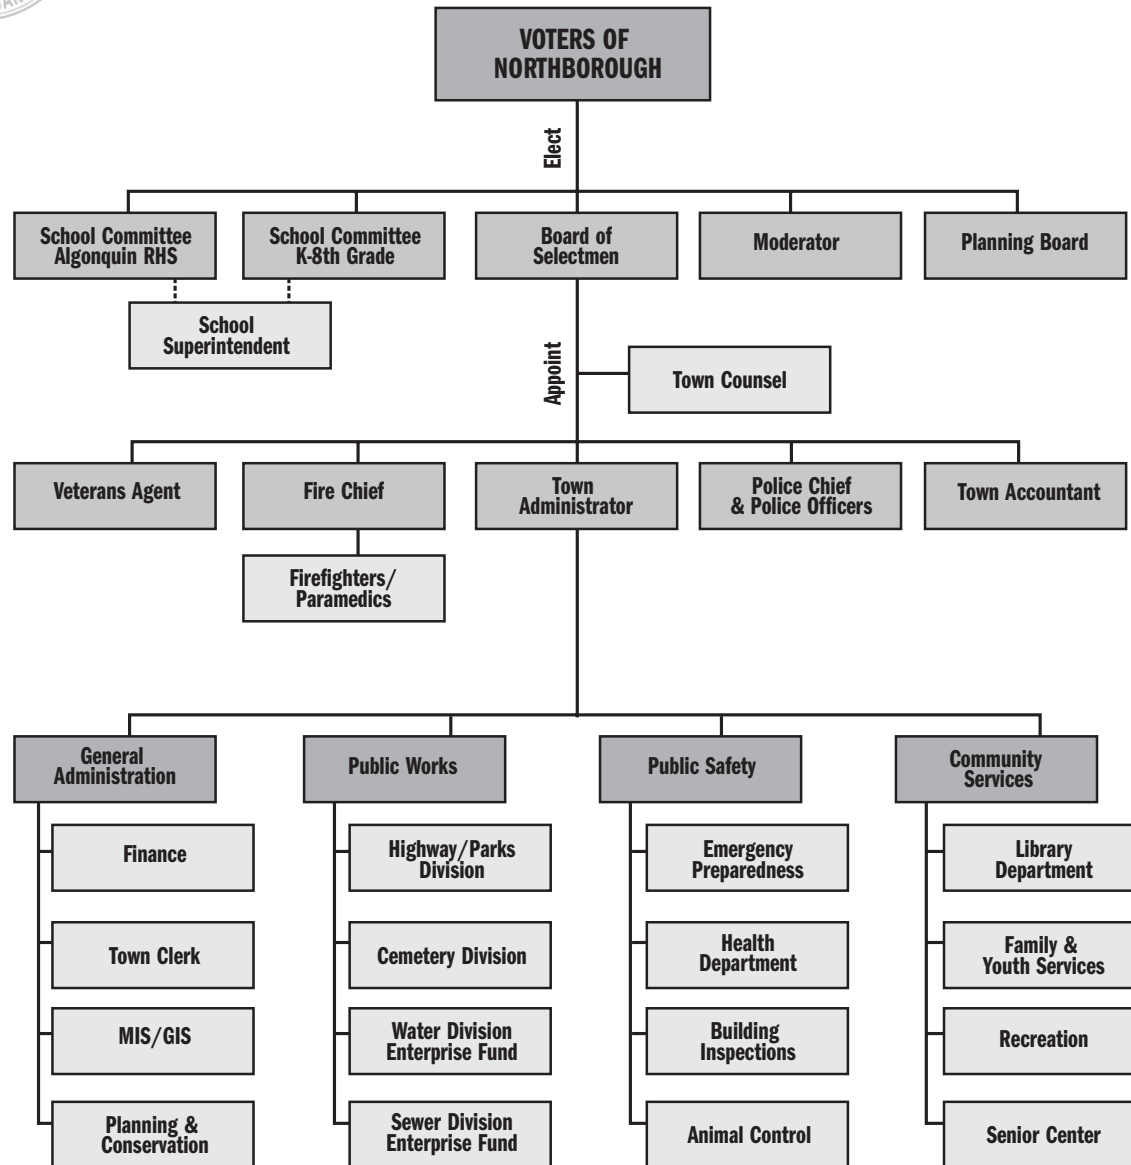 VOTERS OF
NORTHBOROUGH
Elect
School Committee
Algonquin RHS
School Committee
K-8th Grade
Board of
Selectmen
Moderator
Planning Board
School
Superintendent
Appoint
Town Counsel
Veterans Agent
Fire Chief
Town
Administrator
Police Chief
& Police Officers
Town Accountant
Firefighters/
Paramedics
General
Administration
Public Works
Public Safety
Community
Services
Finance
Highway/Parks
Division
Emergency
Preparedness
Library
Department
Town Clerk
Cemetery Division
Health
Department
Family &
Youth Services
MIS/GIS
Water Division
Enterprise Fund
Building
Inspections
Recreation
Planning &
Conservation
Sewer Division
Enterprise Fund
Animal Control
Senior Center